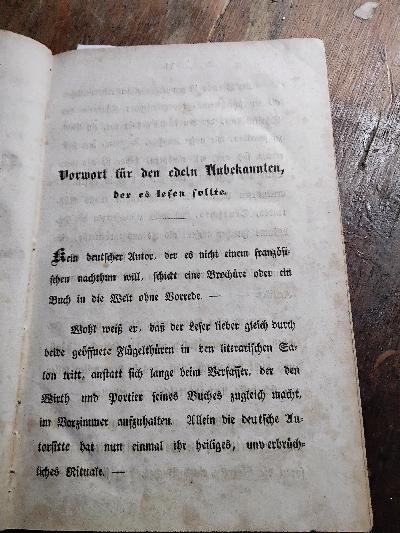 Vorwort für den edeln Unbekannten,
der es lesen sollte.
Kein deutscher Autor, der es nicht einem französi-
schen nachthun will, schickt eine Brochüre oder ein
Buch in die Welt ohne Vorrede. —
Wohl weiß er, daß der Leser lieber gleich durch
beide geöffnete Flügelthüren in den literarischen Sa-
lon tritt, anstatt sich lange beim Verfasser, der den
Wirth und Portier seines Buches zugleich macht,
im Vorzimmer aufzuhalten. Allein die deutsche Au-
torsitte hat nun einmal ihr heiliges, unverbrüch-
liches Rituale. —